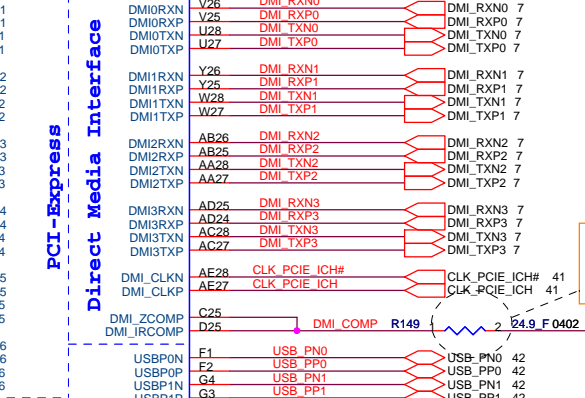 DMI0RXN V26 DMI_RXN0 DMI_RXN0 7
DMI0RXP V25 DMI_RXP0 DMI_RXP0 7
DMI0TXN U28 DMI_TXN0 DMI_TXN0 7
DMI0TXP U27 DMI_TXP0 DMI_TXP0 7
DMI1RXN Y26 DMI_RXN1 DMI_RXN1 7
DMI1RXP Y25 DMI_RXP1 DMI_RXP1 7
DMI1TXN W28 DMI_TXN1 DMI_TXN1 7
DMI1TXP W27 DMI_TXP1 DMI_TXP1 7
DMI2RXN AB26 DMI_RXN2 DMI_RXN2 7
DMI2RXP AB25 DMI_RXP2 DMI_RXP2 7
DMI2TXN AA28 DMI_TXN2 DMI_TXN2 7
DMI2TXP AA27 DMI_TXP2 DMI_TXP2 7
DMI3RXN AD25 DMI_RXN3 DMI_RXN3 7
DMI3RXP AD24 DMI_RXP3 DMI_RXP3 7
DMI3TXN AC28 DMI_TXN3 DMI_TXN3 7
DMI3TXP AC27 DMI_TXP3 DMI_TXP3 7
DMI_CLKN AE28 CLK_PCIE_ICH# CLK_PCIE_ICH# 41
DMI_CLKP AE27 CLK_PCIE_ICH CLK_PCIE_ICH 41
DMI_ZCOMP C25
DMI_IRCOMP D25 DMI_COMP R149 2 24.9_F 0402
USBP0N F1 USB_PN0 USB_PN0 42
USBP0P F2 USB_PP0 USB_PP0 42
USBP1N G4 USB_PN1 USB_PN1 42
USBP1P G3 USB_PP1 USB_PP1 42
PCI-Express
Direct Media Interface